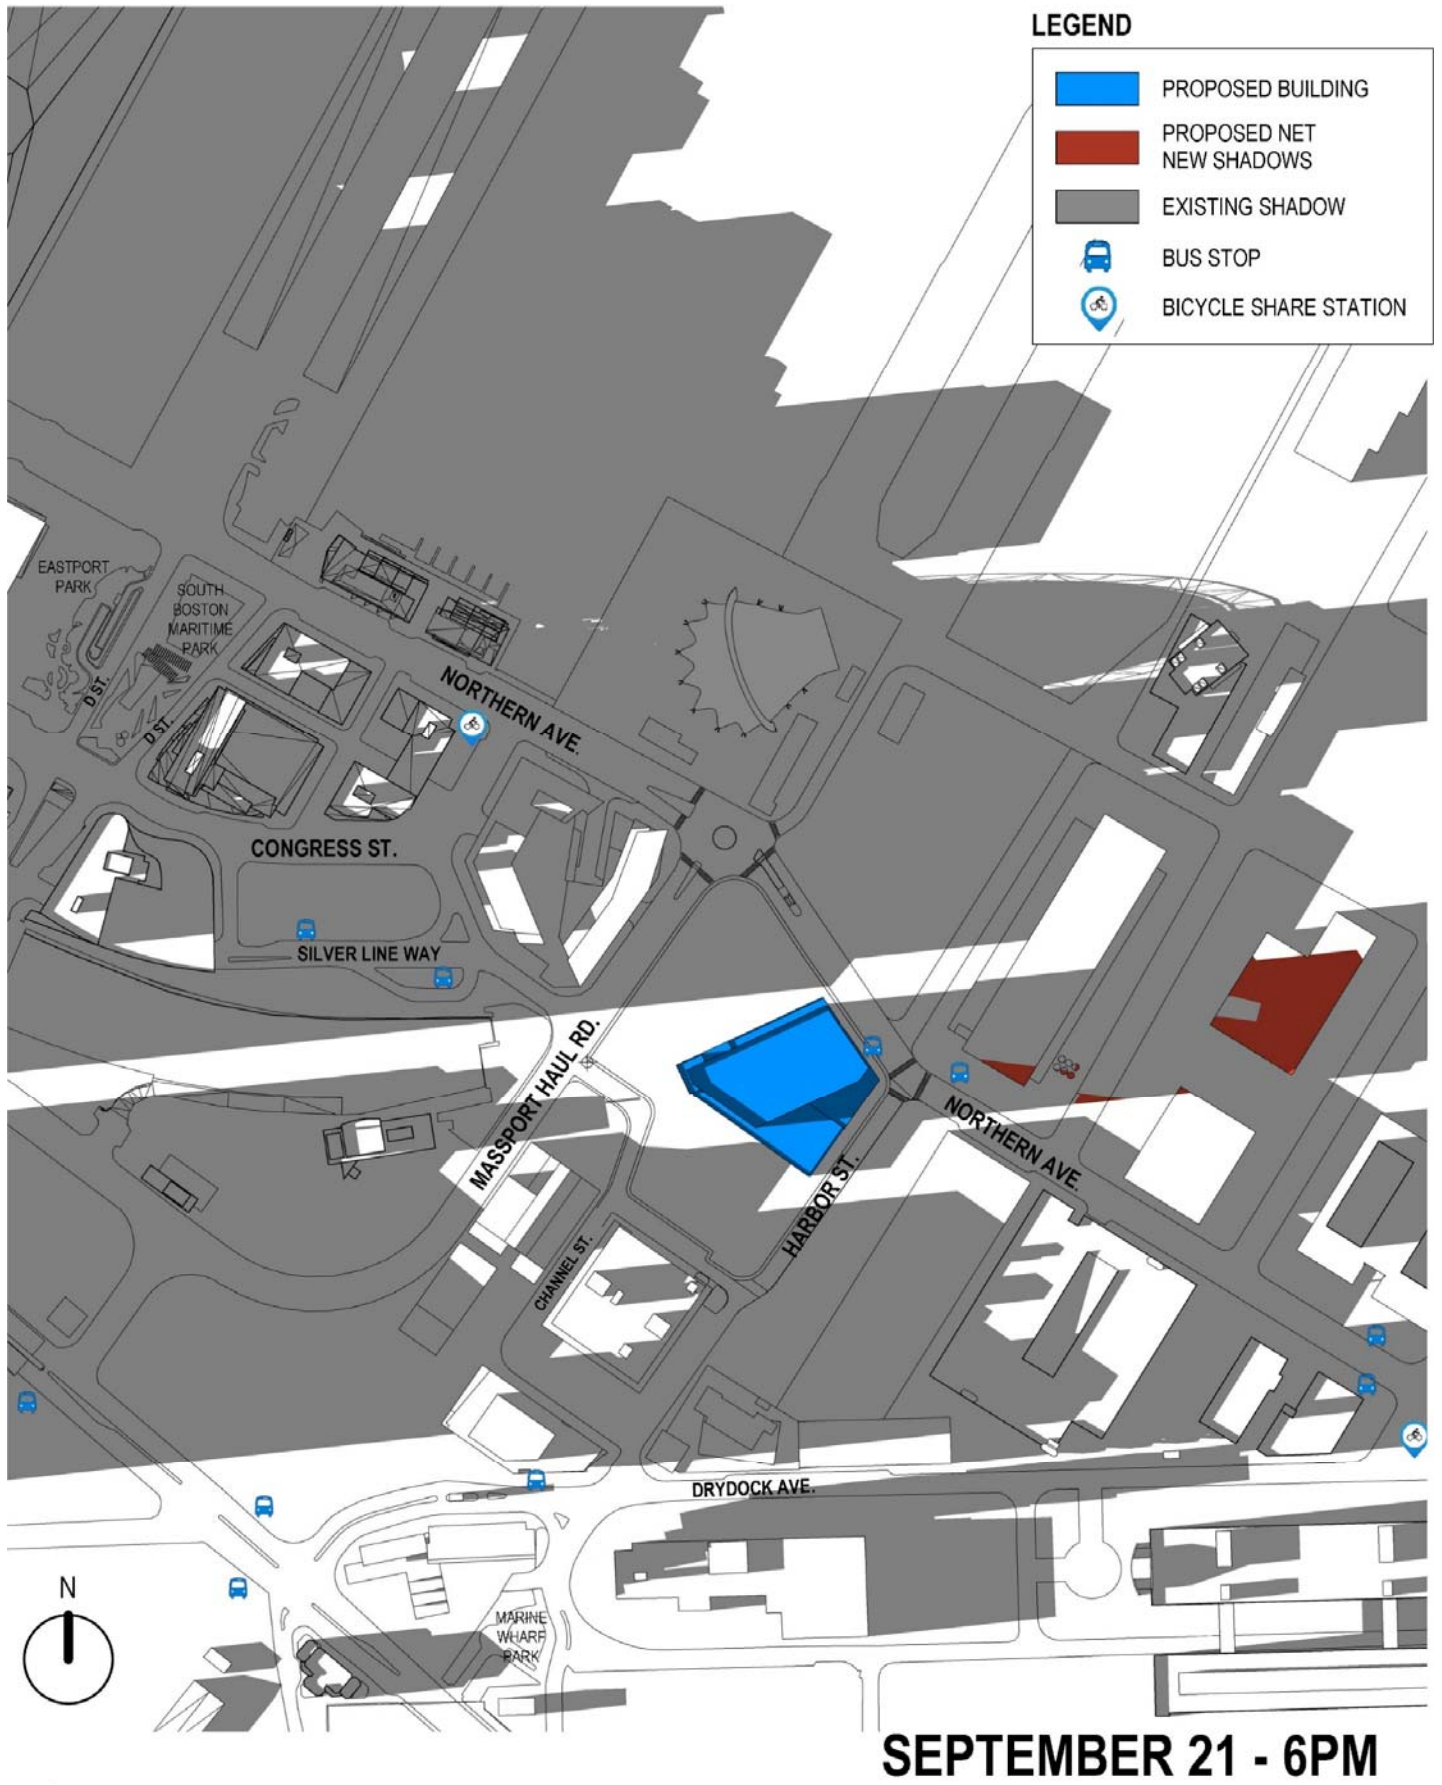 LEGEND
PROPOSED BUILDING
PROPOSED NET
NEW SHADOWS
EXISTING SHADOW
BUS STOP
BICYCLE SHARE STATION
EASTPORT
PARK
SOUTH
BOSTON
MARITIME
PARK
D ST.
D ST.
NORTHERN AVE.
CONGRESS ST.
SILVER LINE WAY
MASSPORT HAUL RD.
NORTHERN AVE.
HARBOR ST.
CHANNEL ST.
DRYDOCK AVE.
N
MARINE
WHARF
PARK
SEPTEMBER 21 - 6PM